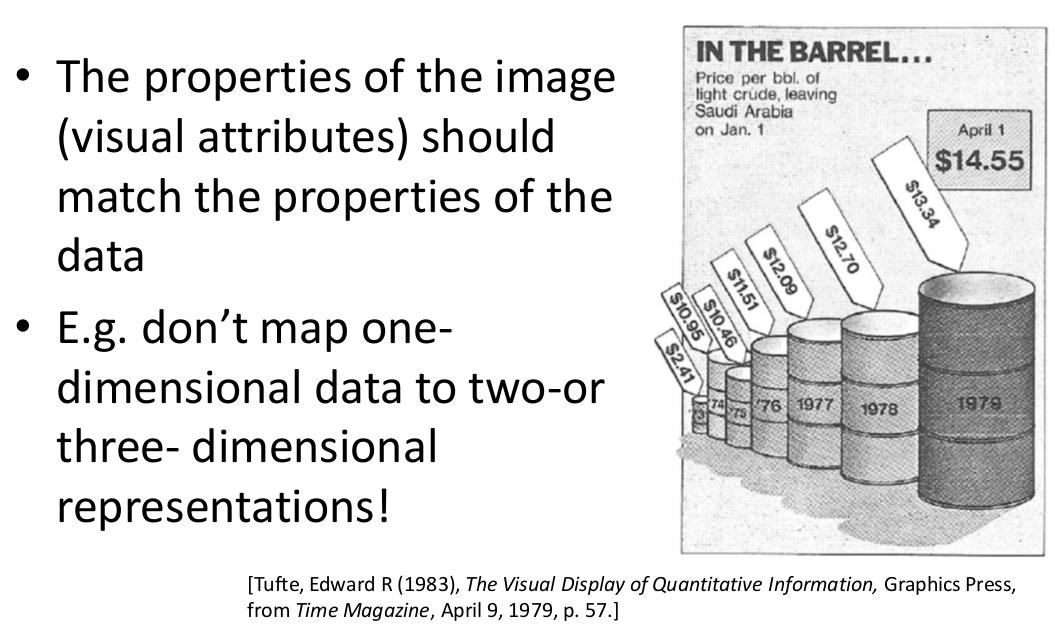 • The properties of the image
(visual attributes) should
match the properties of the
data
• E.g. don’t map one-
dimensional data to two-or
three- dimensional
representations!
IN THE BARREL...
Price per bbl. of
light crude, leaving
Saudi Arabia
on Jan. 1
April 1
$14.55
$2.41
$10.95
$10.46
$11.51
$12.09
$12.70
$13.34
'73
'74
'75
'76
1977
1978
1979
[Tufte, Edward R (1983), The Visual Display of Quantitative Information, Graphics Press,
from Time Magazine, April 9, 1979, p. 57.]